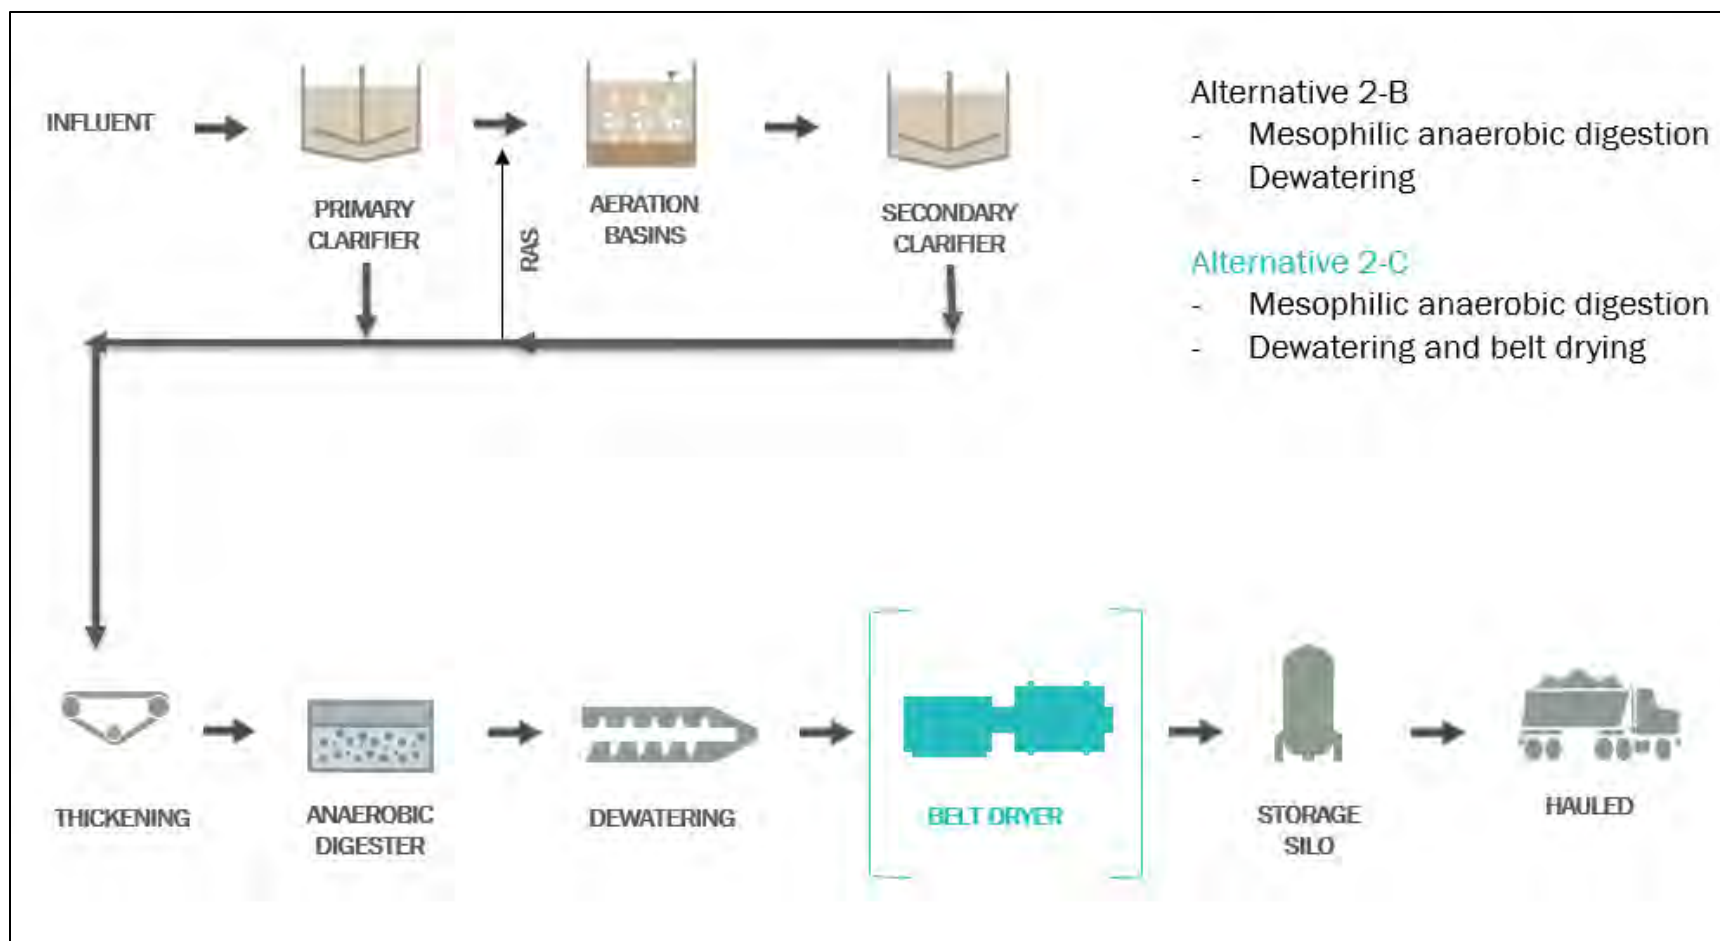 INFLUENT
PRIMARY
CLARIFIER
RAS
AERATION
BASINS
SECONDARY
CLARIFIER
Alternative 2-B
- Mesophilic anaerobic digestion
- Dewatering
Alternative 2-C
- Mesophilic anaerobic digestion
- Dewatering and belt drying
THICKENING
ANAEROBIC
DIGESTER
DEWATERING
BELT DRYER
STORAGE
SILO
HAULED